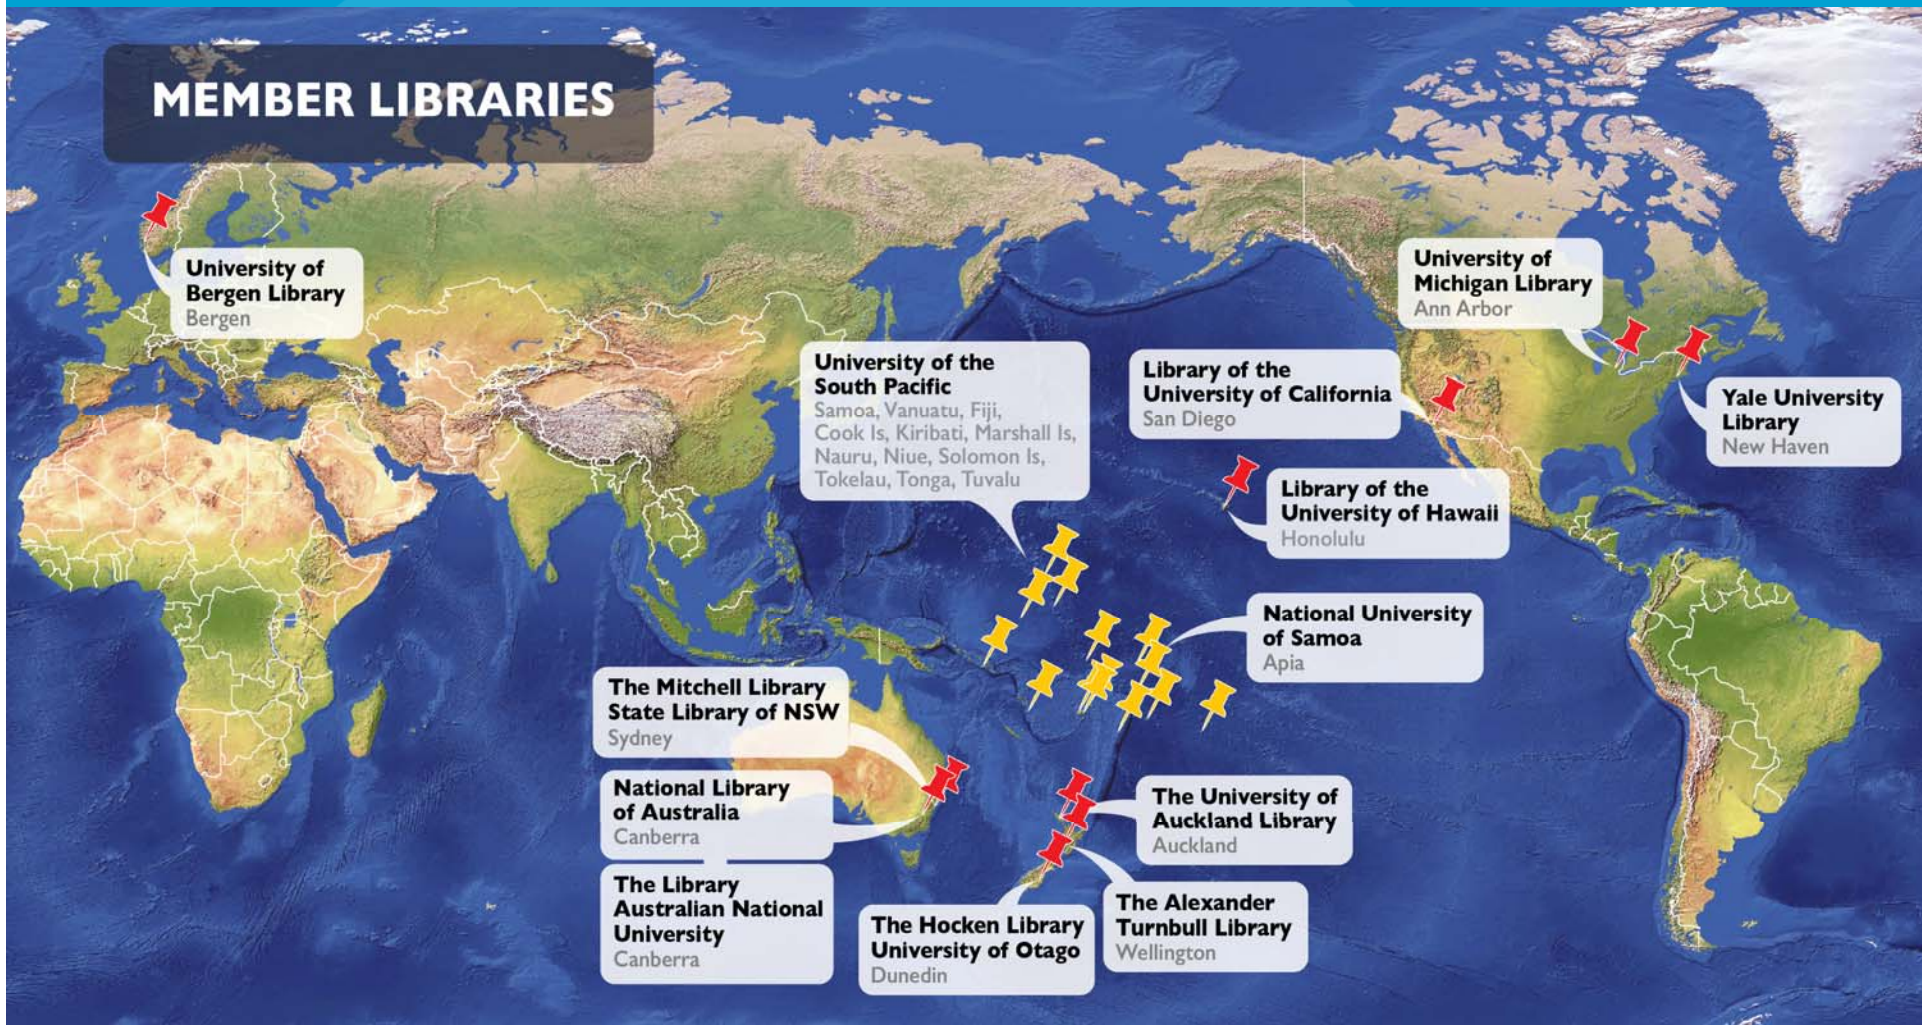 MEMBER LIBRARIES
University of
Bergen Library
Bergen
University of
Michigan Library
Ann Arbor
University of the
South Pacific
Samoa, Vanuatu, Fiji,
Cook Is, Kiribati, Marshall Is,
Nauru, Niue, Solomon Is,
Tokelau, Tonga, Tuvalu
Library of the
University of California
San Diego
Yale University
Library
New Haven
Library of the
University of Hawaii
Honolulu
National University
of Samoa
Apia
The Mitchell Library
State Library of NSW
Sydney
National Library
of Australia
Canberra
The University of
Auckland Library
Auckland
The Library
Australian National
University
Canberra
The Hocken Library
University of Otago
Dunedin
The Alexander
Turnbull Library
Wellington